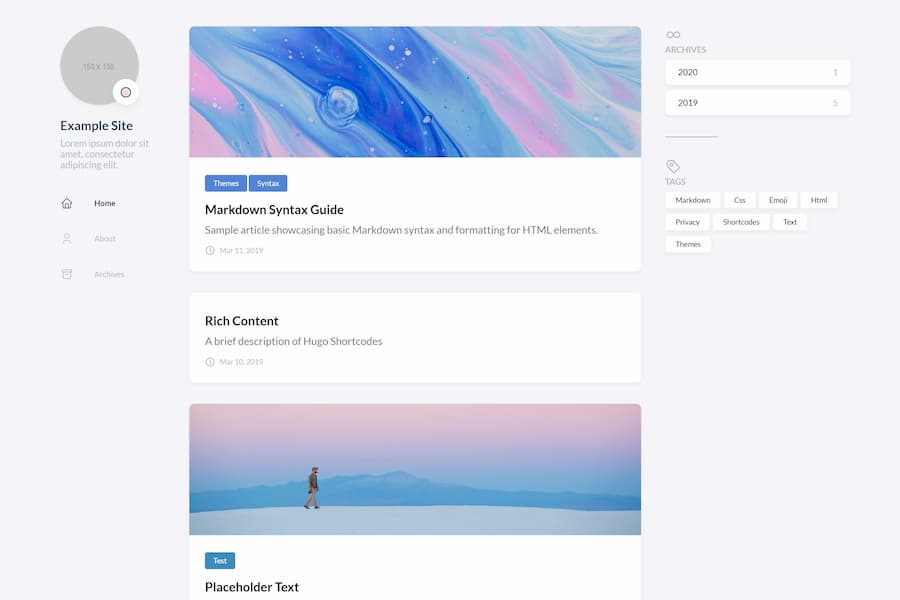 150 X 150
Example Site
Lorem ipsum dolor sit
amet, consectetur
adipiscing elit.
Home
About
Archives
Themes
Syntax
Markdown Syntax Guide
Sample article showcasing basic Markdown syntax and formatting for HTML elements.
Mar 11, 2019
Rich Content
A brief description of Hugo Shortcodes
Mar 10, 2019
Test
Placeholder Text
ARCHIVES
2020 1
2019 5
TAGS
Markdown Css Emoji Html
Privacy Shortcodes Text
Themes